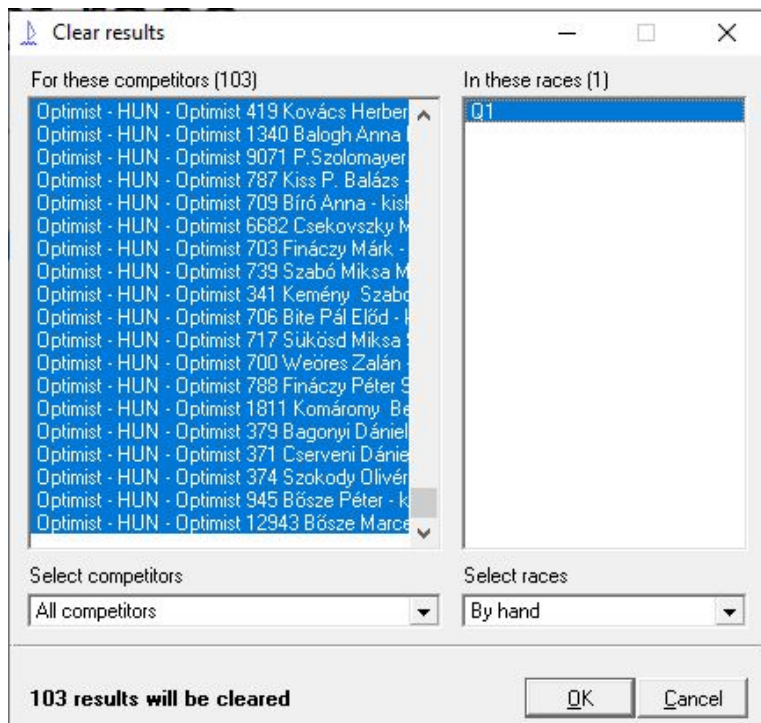 Clear results
For these competitors (103)
Optimist - HUN - Optimist 419 Kovács Herber
Optimist - HUN - Optimist 1340 Balogh Anna
Optimist - HUN - Optimist 9071 P.Szolomayer
Optimist - HUN - Optimist 787 Kiss P. Balázs -
Optimist - HUN - Optimist 709 Bíró Anna - kisH
Optimist - HUN - Optimist 6682 Csekovszky M
Optimist - HUN - Optimist 703 Fináczy Márk -
Optimist - HUN - Optimist 739 Szabó Miksa M
Optimist - HUN - Optimist 341 Kemény Szabó
Optimist - HUN - Optimist 706 Bite Pál Előd -
Optimist - HUN - Optimist 717 Sükösd Miksa
Optimist - HUN - Optimist 700 Weöres Zalán -
Optimist - HUN - Optimist 788 Fináczy Péter S
Optimist - HUN - Optimist 1811 Komáromy Be
Optimist - HUN - Optimist 379 Bagonyi Dániel
Optimist - HUN - Optimist 371 Cserveni Dánie
Optimist - HUN - Optimist 374 Szokody Olivér
Optimist - HUN - Optimist 945 Bősze Péter - k
Optimist - HUN - Optimist 12943 Bősze Marce
In these races (1)
Q1
Select competitors
All competitors
Select races
By hand
103 results will be cleared
OK
Cancel